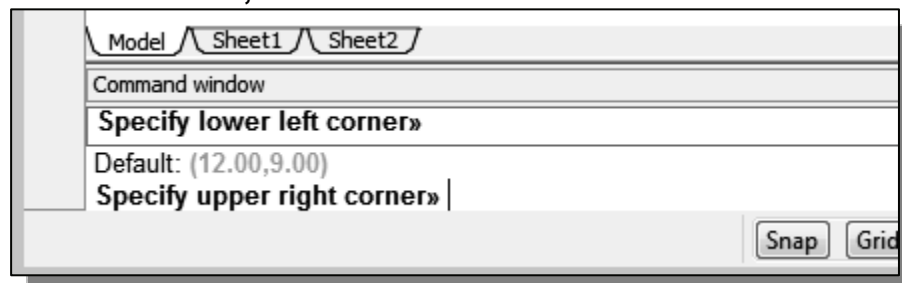 Model Sheet1 Sheet2
Command window
Specify lower left corner»
Default: (12.00,9.00)
Specify upper right corner»
Snap Grid